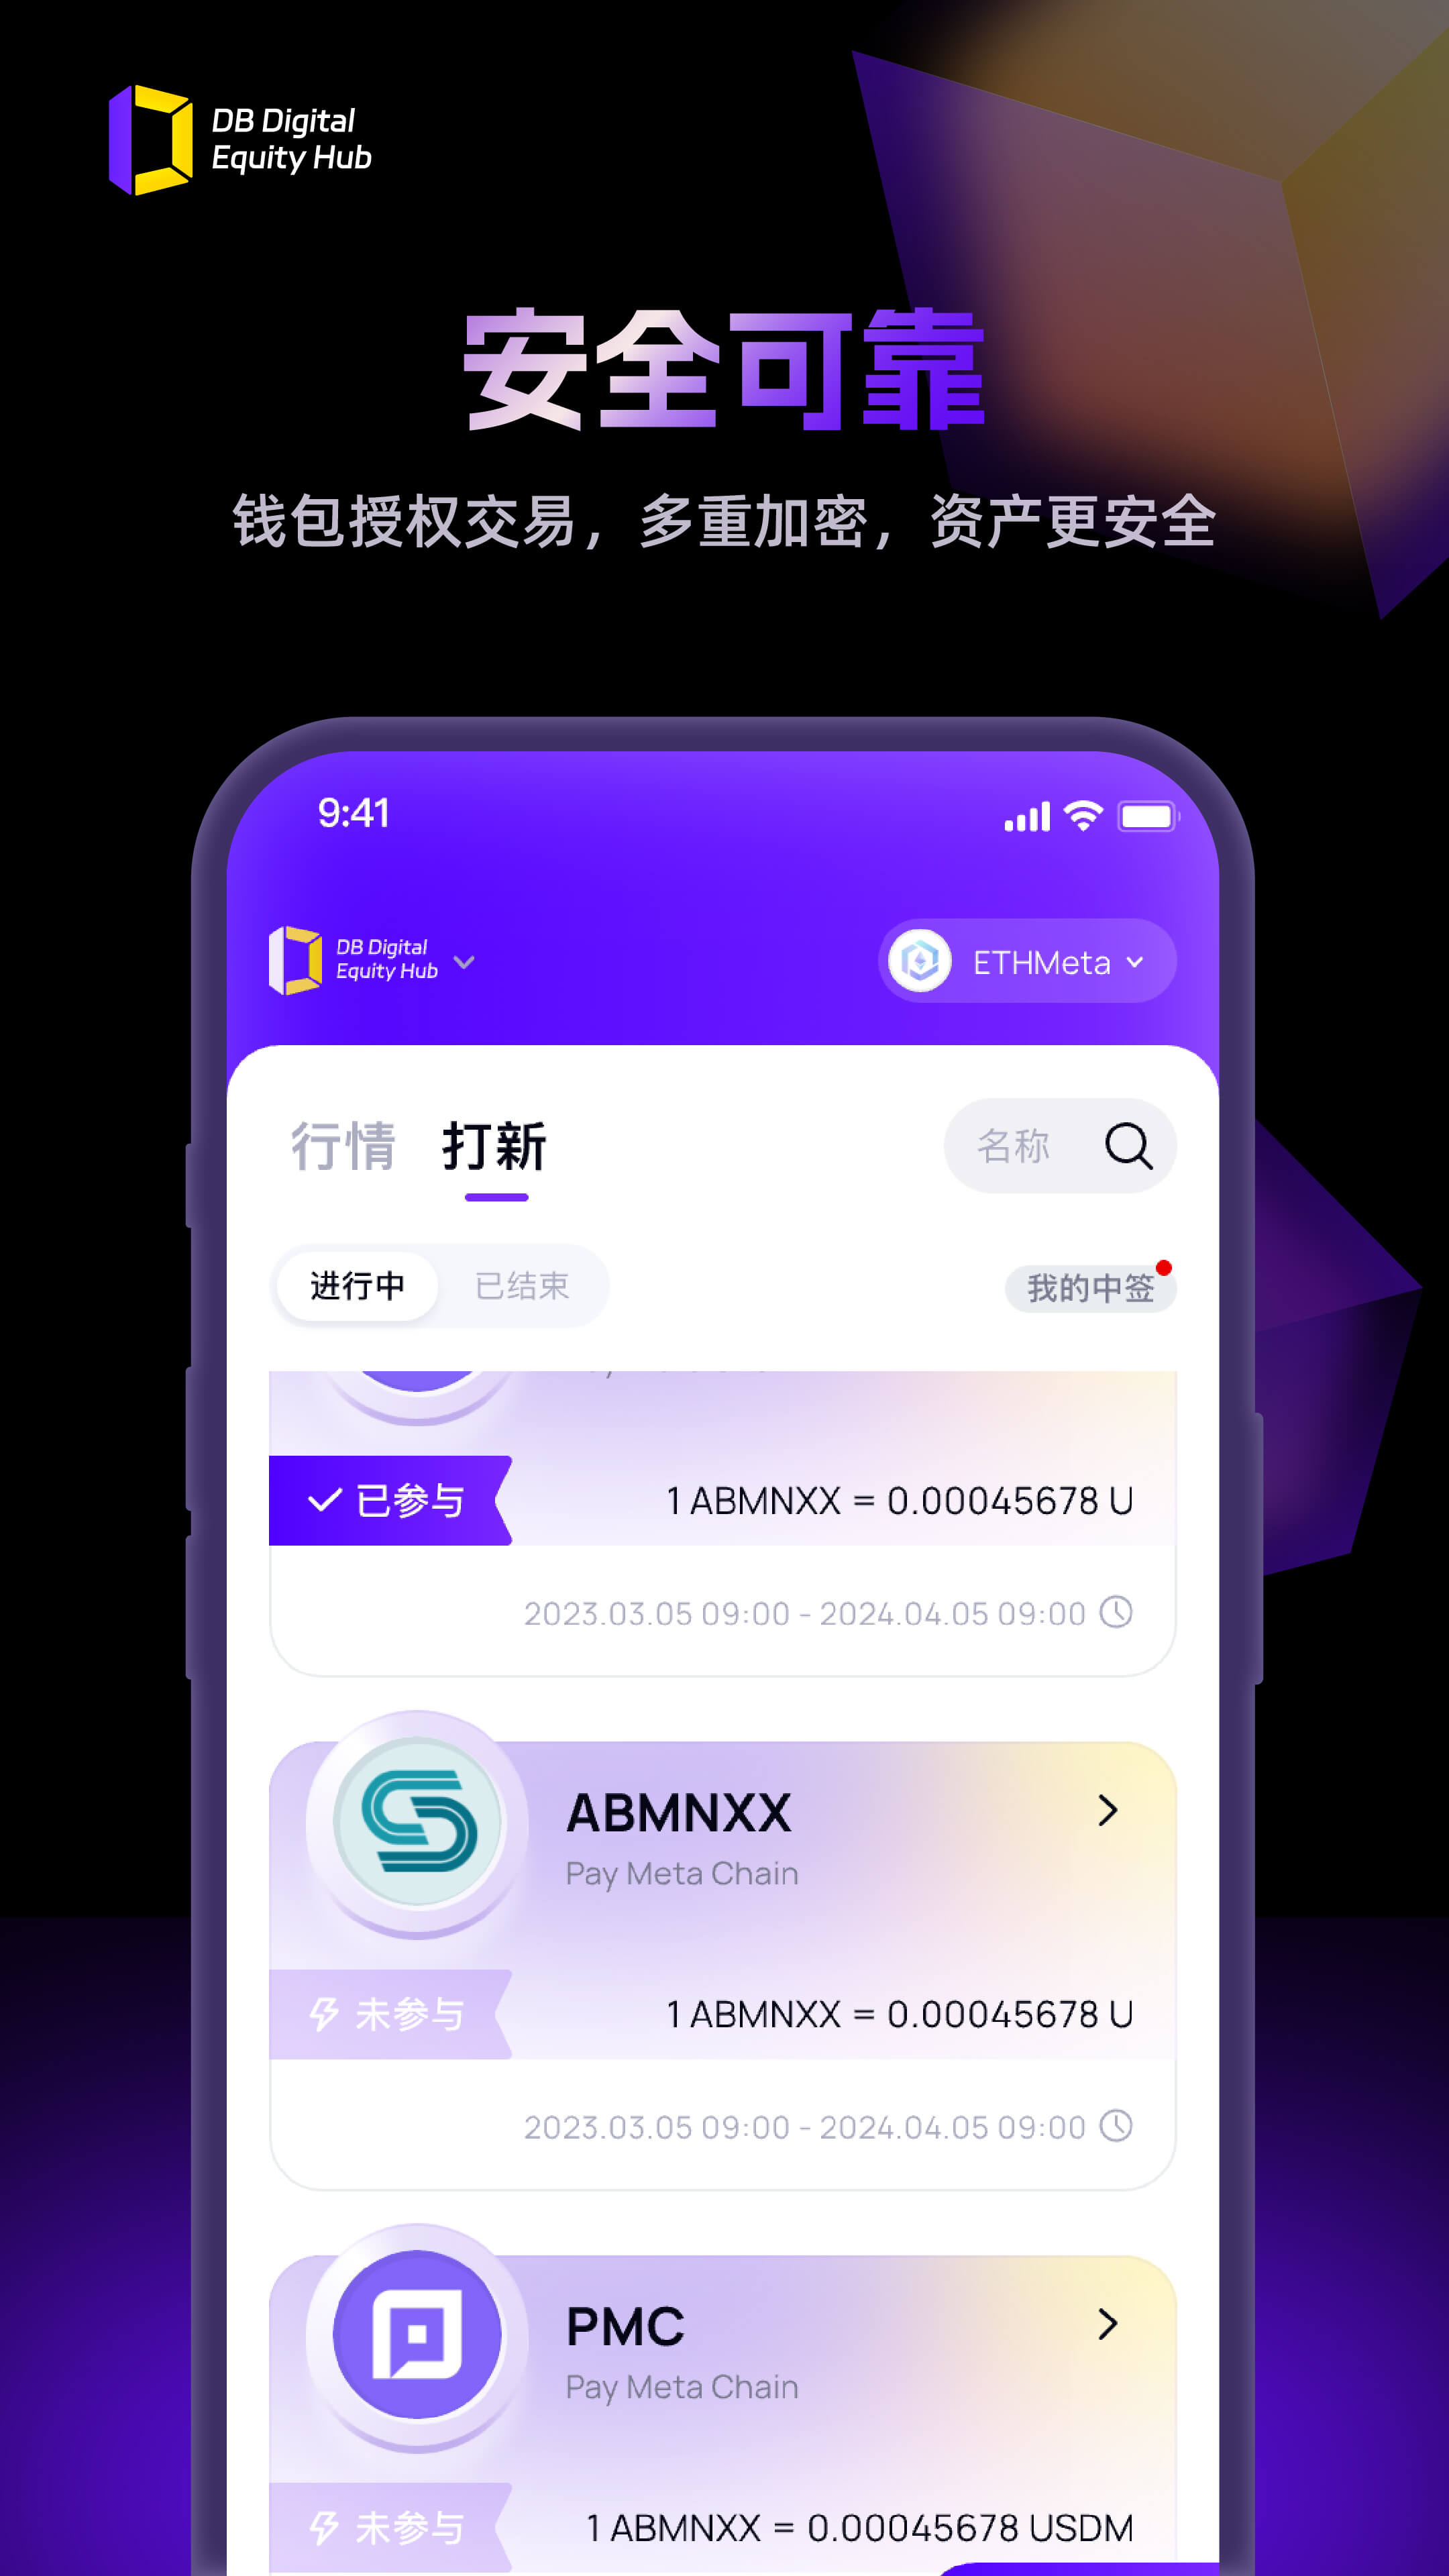 DB Digital
Equity Hub
安全可靠
钱包授权交易，多重加密，资产更安全
9:41
DB Digital
Equity Hub
ETHMeta
行情 打新
名称
进行中 已结束
我的中签
已参与
1 ABMNXX = 0.00045678 U
2023.03.05 09:00 - 2024.04.05 09:00
ABMNXX
Pay Meta Chain
未参与
1 ABMNXX = 0.00045678 U
2023.03.05 09:00 - 2024.04.05 09:00
PMC
Pay Meta Chain
未参与
1 ABMNXX = 0.00045678 USDM